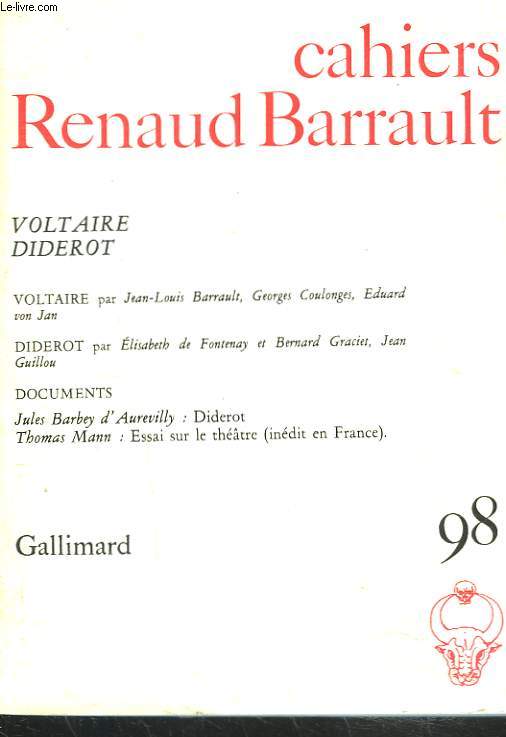 Le-livre.com
cahiers
Renaud Barrault
VOLTAIRE
DIDEROT
VOLTAIRE par Jean-Louis Barrault, Georges Coulonges, Eduard
von Jan
DIDEROT par Élisabeth de Fontenay et Bernard Graciet, Jean
Guillou
DOCUMENTS
Jules Barbey d'Aurevilly : Diderot
Thomas Mann : Essai sur le théâtre (inédit en France).
Gallimard
98